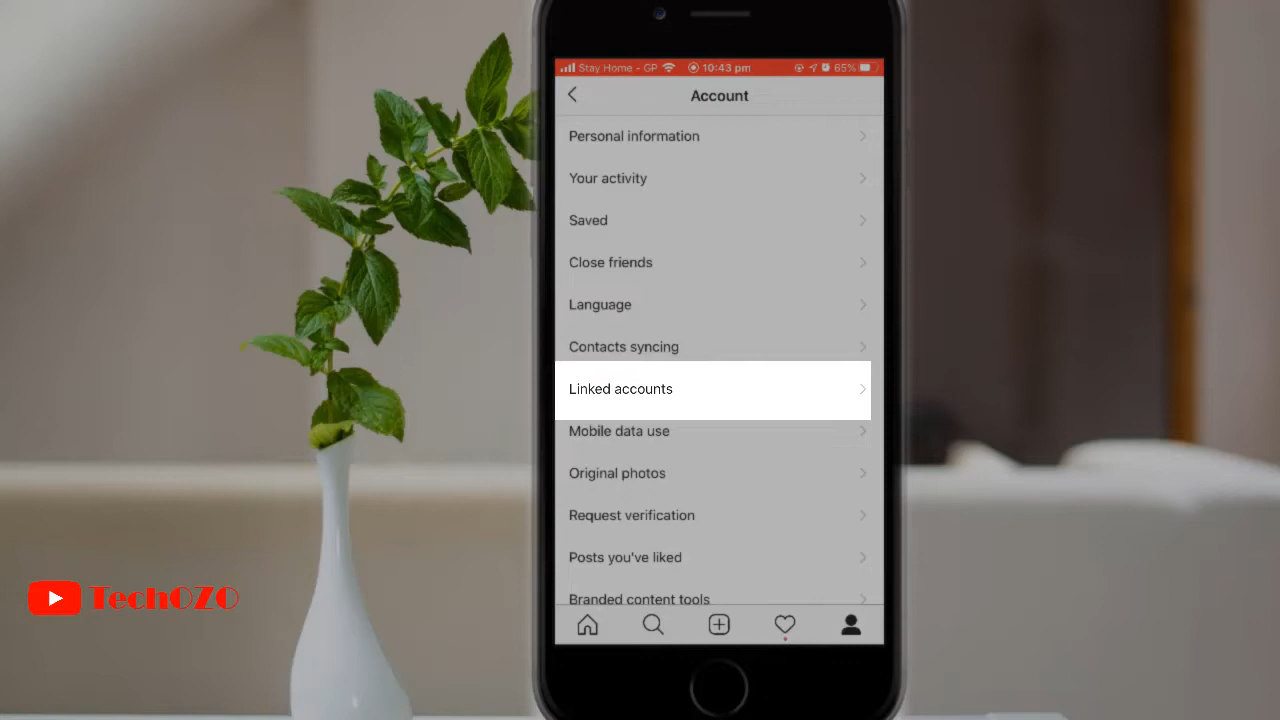 Stay Home - GP 10:43 pm 65%
Account
Personal information
Your activity
Saved
Close friends
Language
Contacts syncing
Linked accounts
Mobile data use
Original photos
Request verification
Posts you've liked
Branded content tools
TechOZO